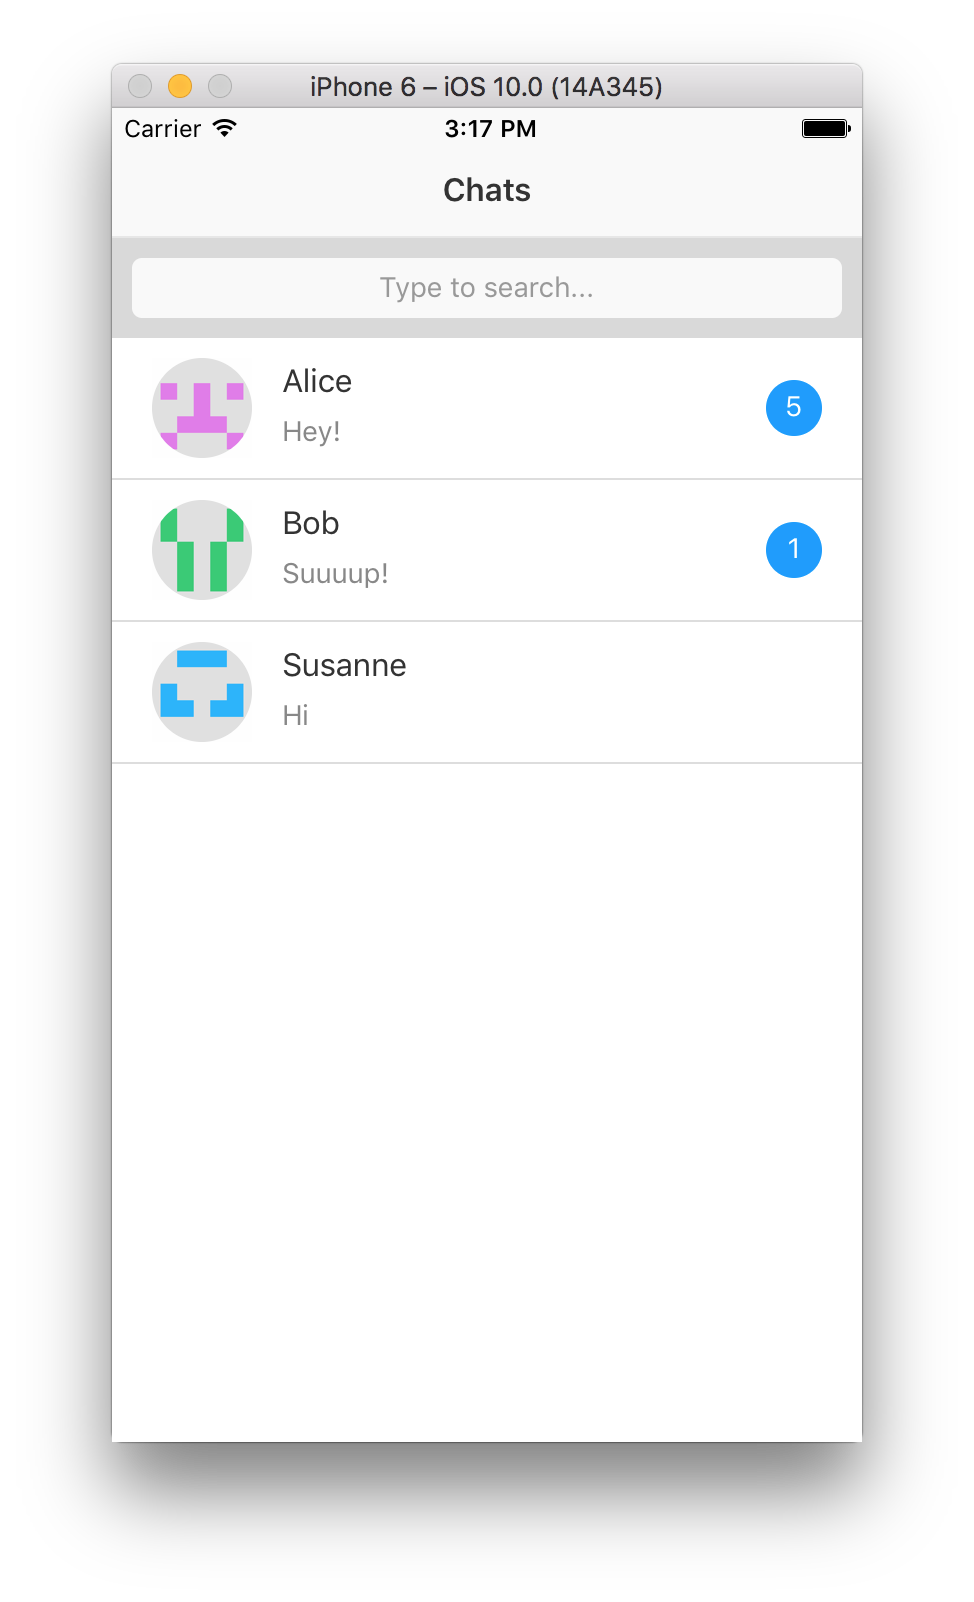 iPhone 6 – iOS 10.0 (14A345)
Carrier 3:17 PM
Chats
Type to search...
Alice
Hey!
5
Bob
Suuuup!
1
Susanne
Hi